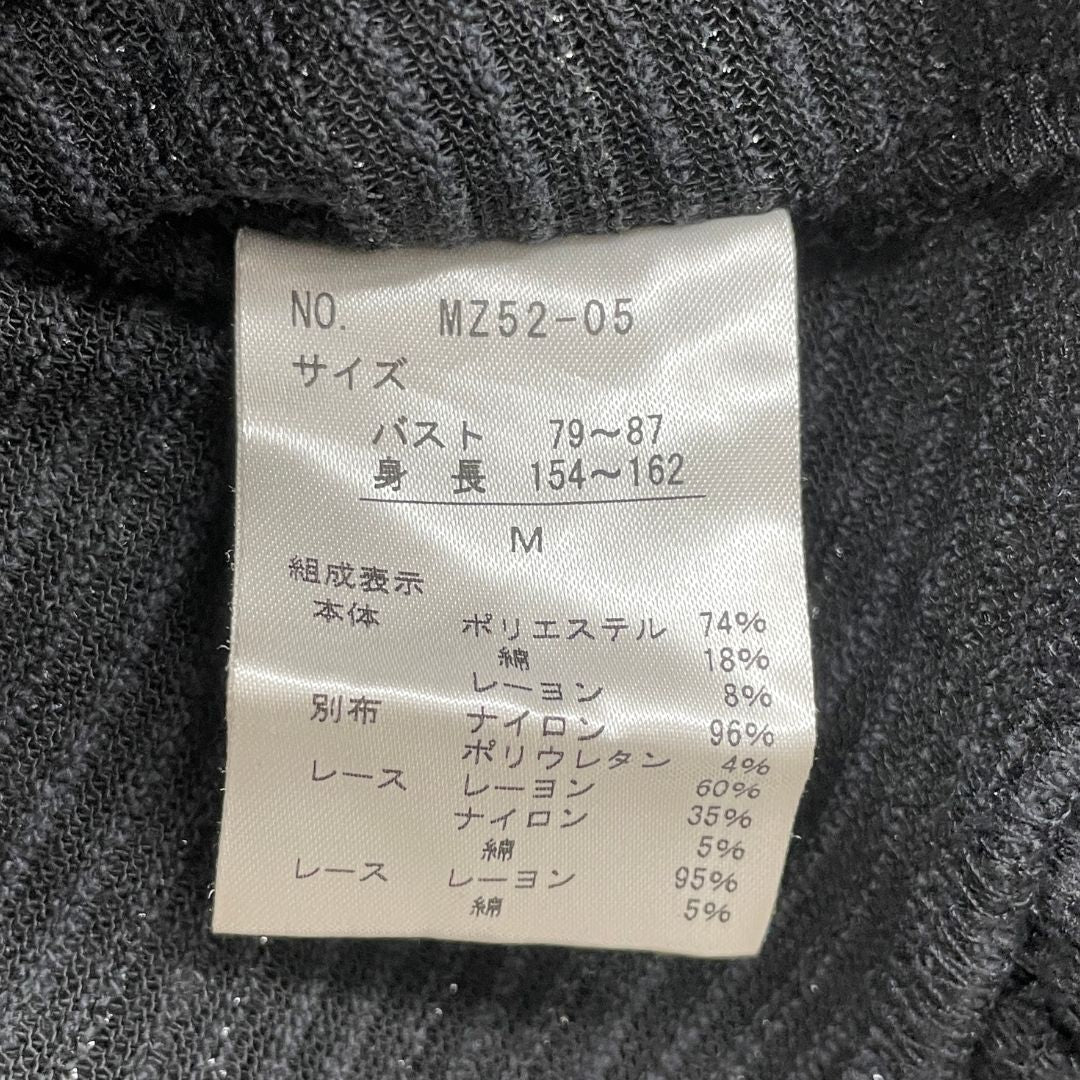 NO. MZ52-05
サイズ
バスト 79〜87
身長 154〜162
M
組成表示
本体 ポリエステル 74%
綿 18%
レーヨン 8%
別布 ナイロン 96%
ポリウレタン 4%
レース レーヨン 60%
ナイロン 35%
綿 5%
レース レーヨン 95%
綿 5%